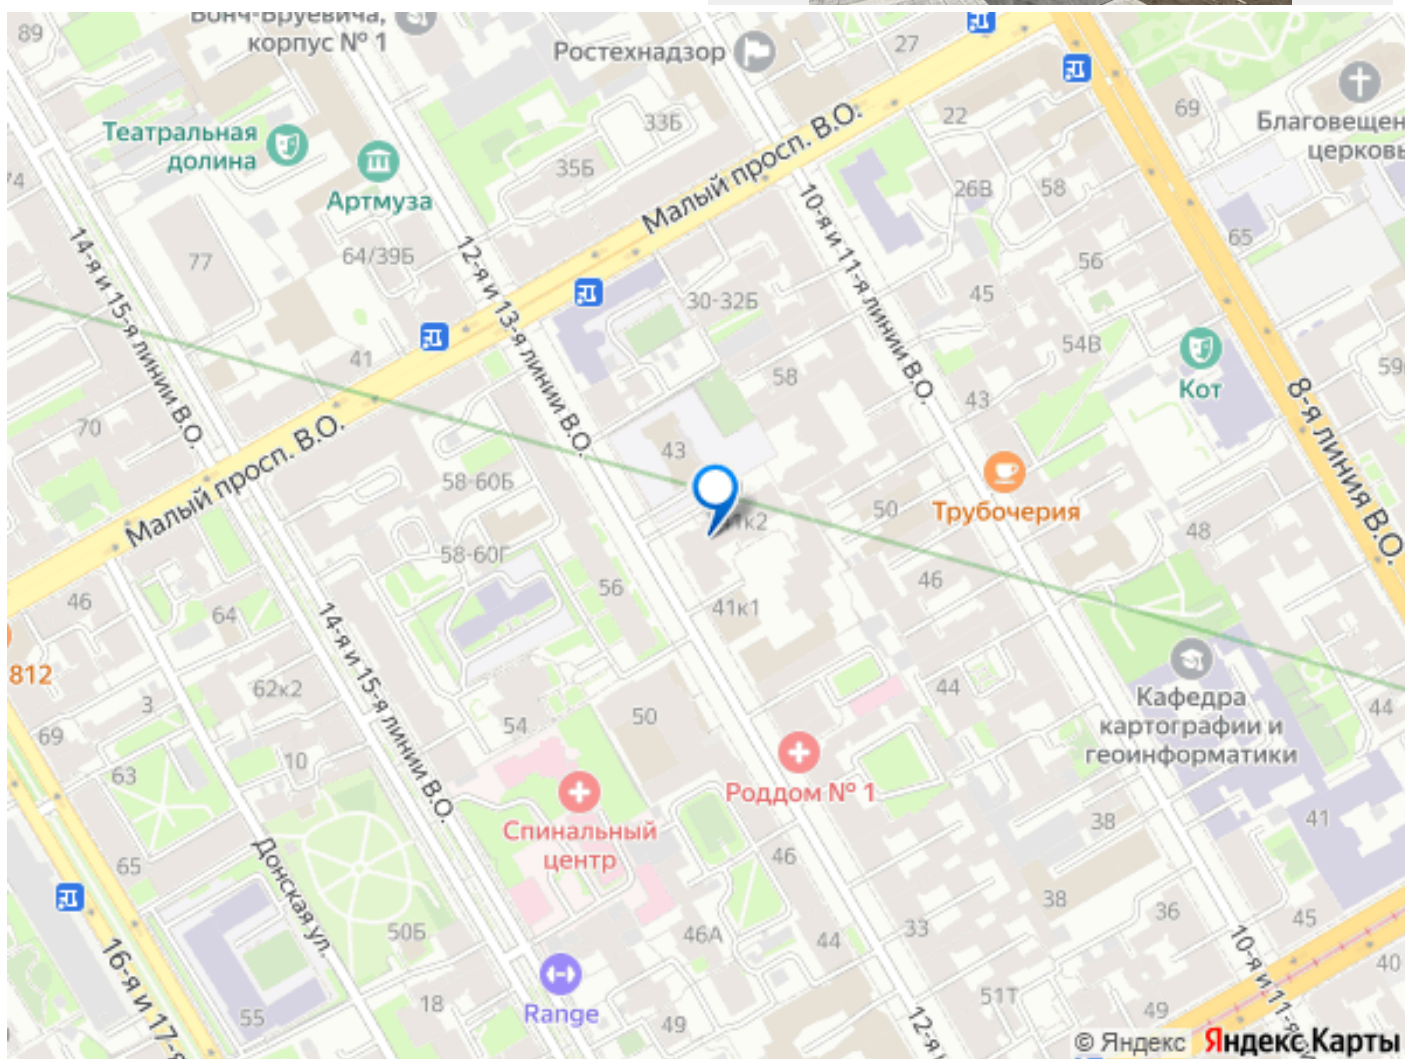 89
Бонч-Бруевича,
корпус № 1
Ростехнадзор
27
22
69
Благовещен
церковь
Театральная
долина
Артмуза
33Б
35Б
Малый просп. В.О.
26В
58
65
74
77
64/39Б
14-я и 15-я линии В.О.
12-я и 13-я линии В.О.
10-я и 11-я линии В.О.
30-32Б
45
56
54В
Кот
59
8-я линия В.О.
41
58
43
70
Малый просп. В.О.
58-60Б
43
Трубочерия
50
48
41к2
58-60Г
56
46
41к1
46
64
14-я и 15-я линии В.О.
812
62к2
3
54
50
44
Кафедра
картографии и
геоинформатики
44
69
63
10
Роддом № 1
Спинальный
центр
38
41
65
Донская ул.
46
38
36
45
50Б
46А
44
33
10-я и 11-я
40
16-я и 17-я
Range
18
55
49
51Т
49
12-я и
© Яндекс Яндекс Карты